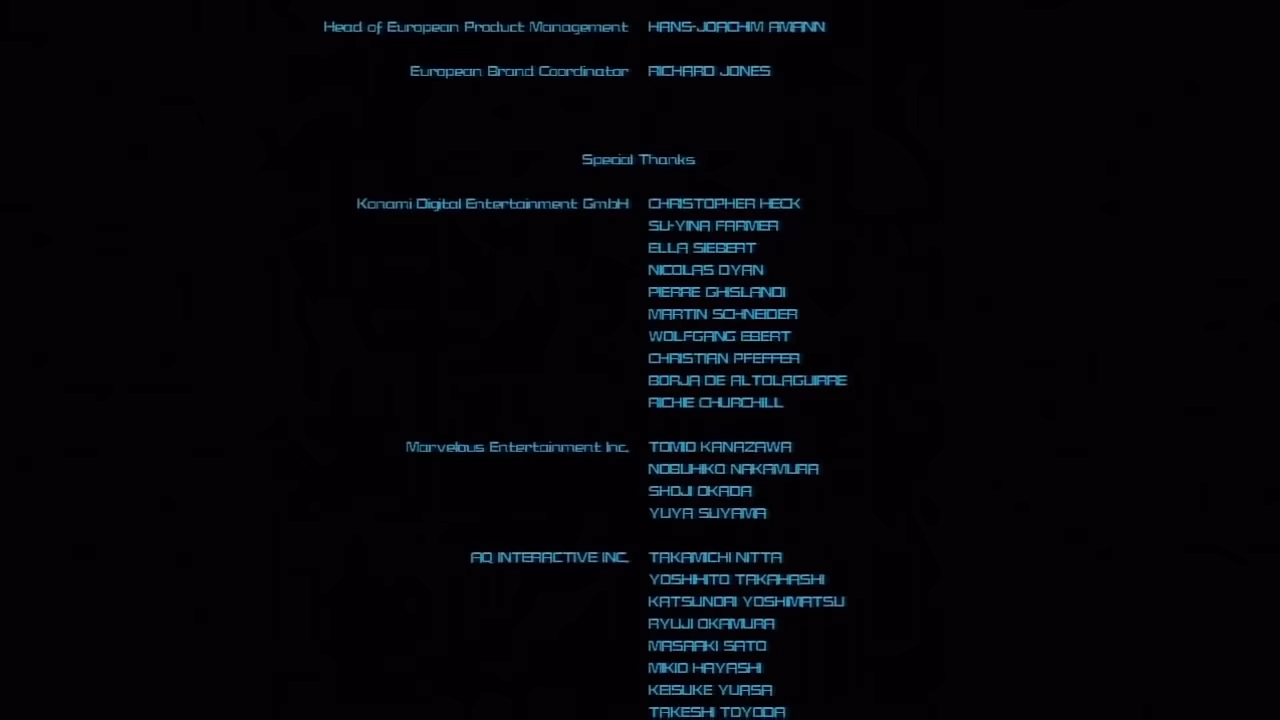 Head of European Product Management HANS-JOACHIM AMANN
European Brand Coordinator RICHARD JONES
Special Thanks
Konami Digital Entertainment GmbH CHRISTOPHER HECK
SU-YINA FARMER
ELLA SIEBERT
NICOLAS DYAN
PIERRE GHISLANDI
MARTIN SCHNEIDER
WOLFGANG EBERT
CHRISTIAN PFEFFER
BORJA DE ALTOLAGUIRRE
RICHIE CHURCHILL
Marvelous Entertainment Inc. TOMIO KANAZAWA
NOBUHIKO NAKAMURA
SHOJI OKADA
YUYA SUYAMA
AQ INTERACTIVE INC. TAKAMICHI NITTA
YOSHIHITO TAKAHASHI
KATSUNORI YOSHIMATSU
RYUJI OKAMURA
MASAAKI SATO
MIKIO HAYASHI
KEISUKE YUASA
TAKESHI TOYODA